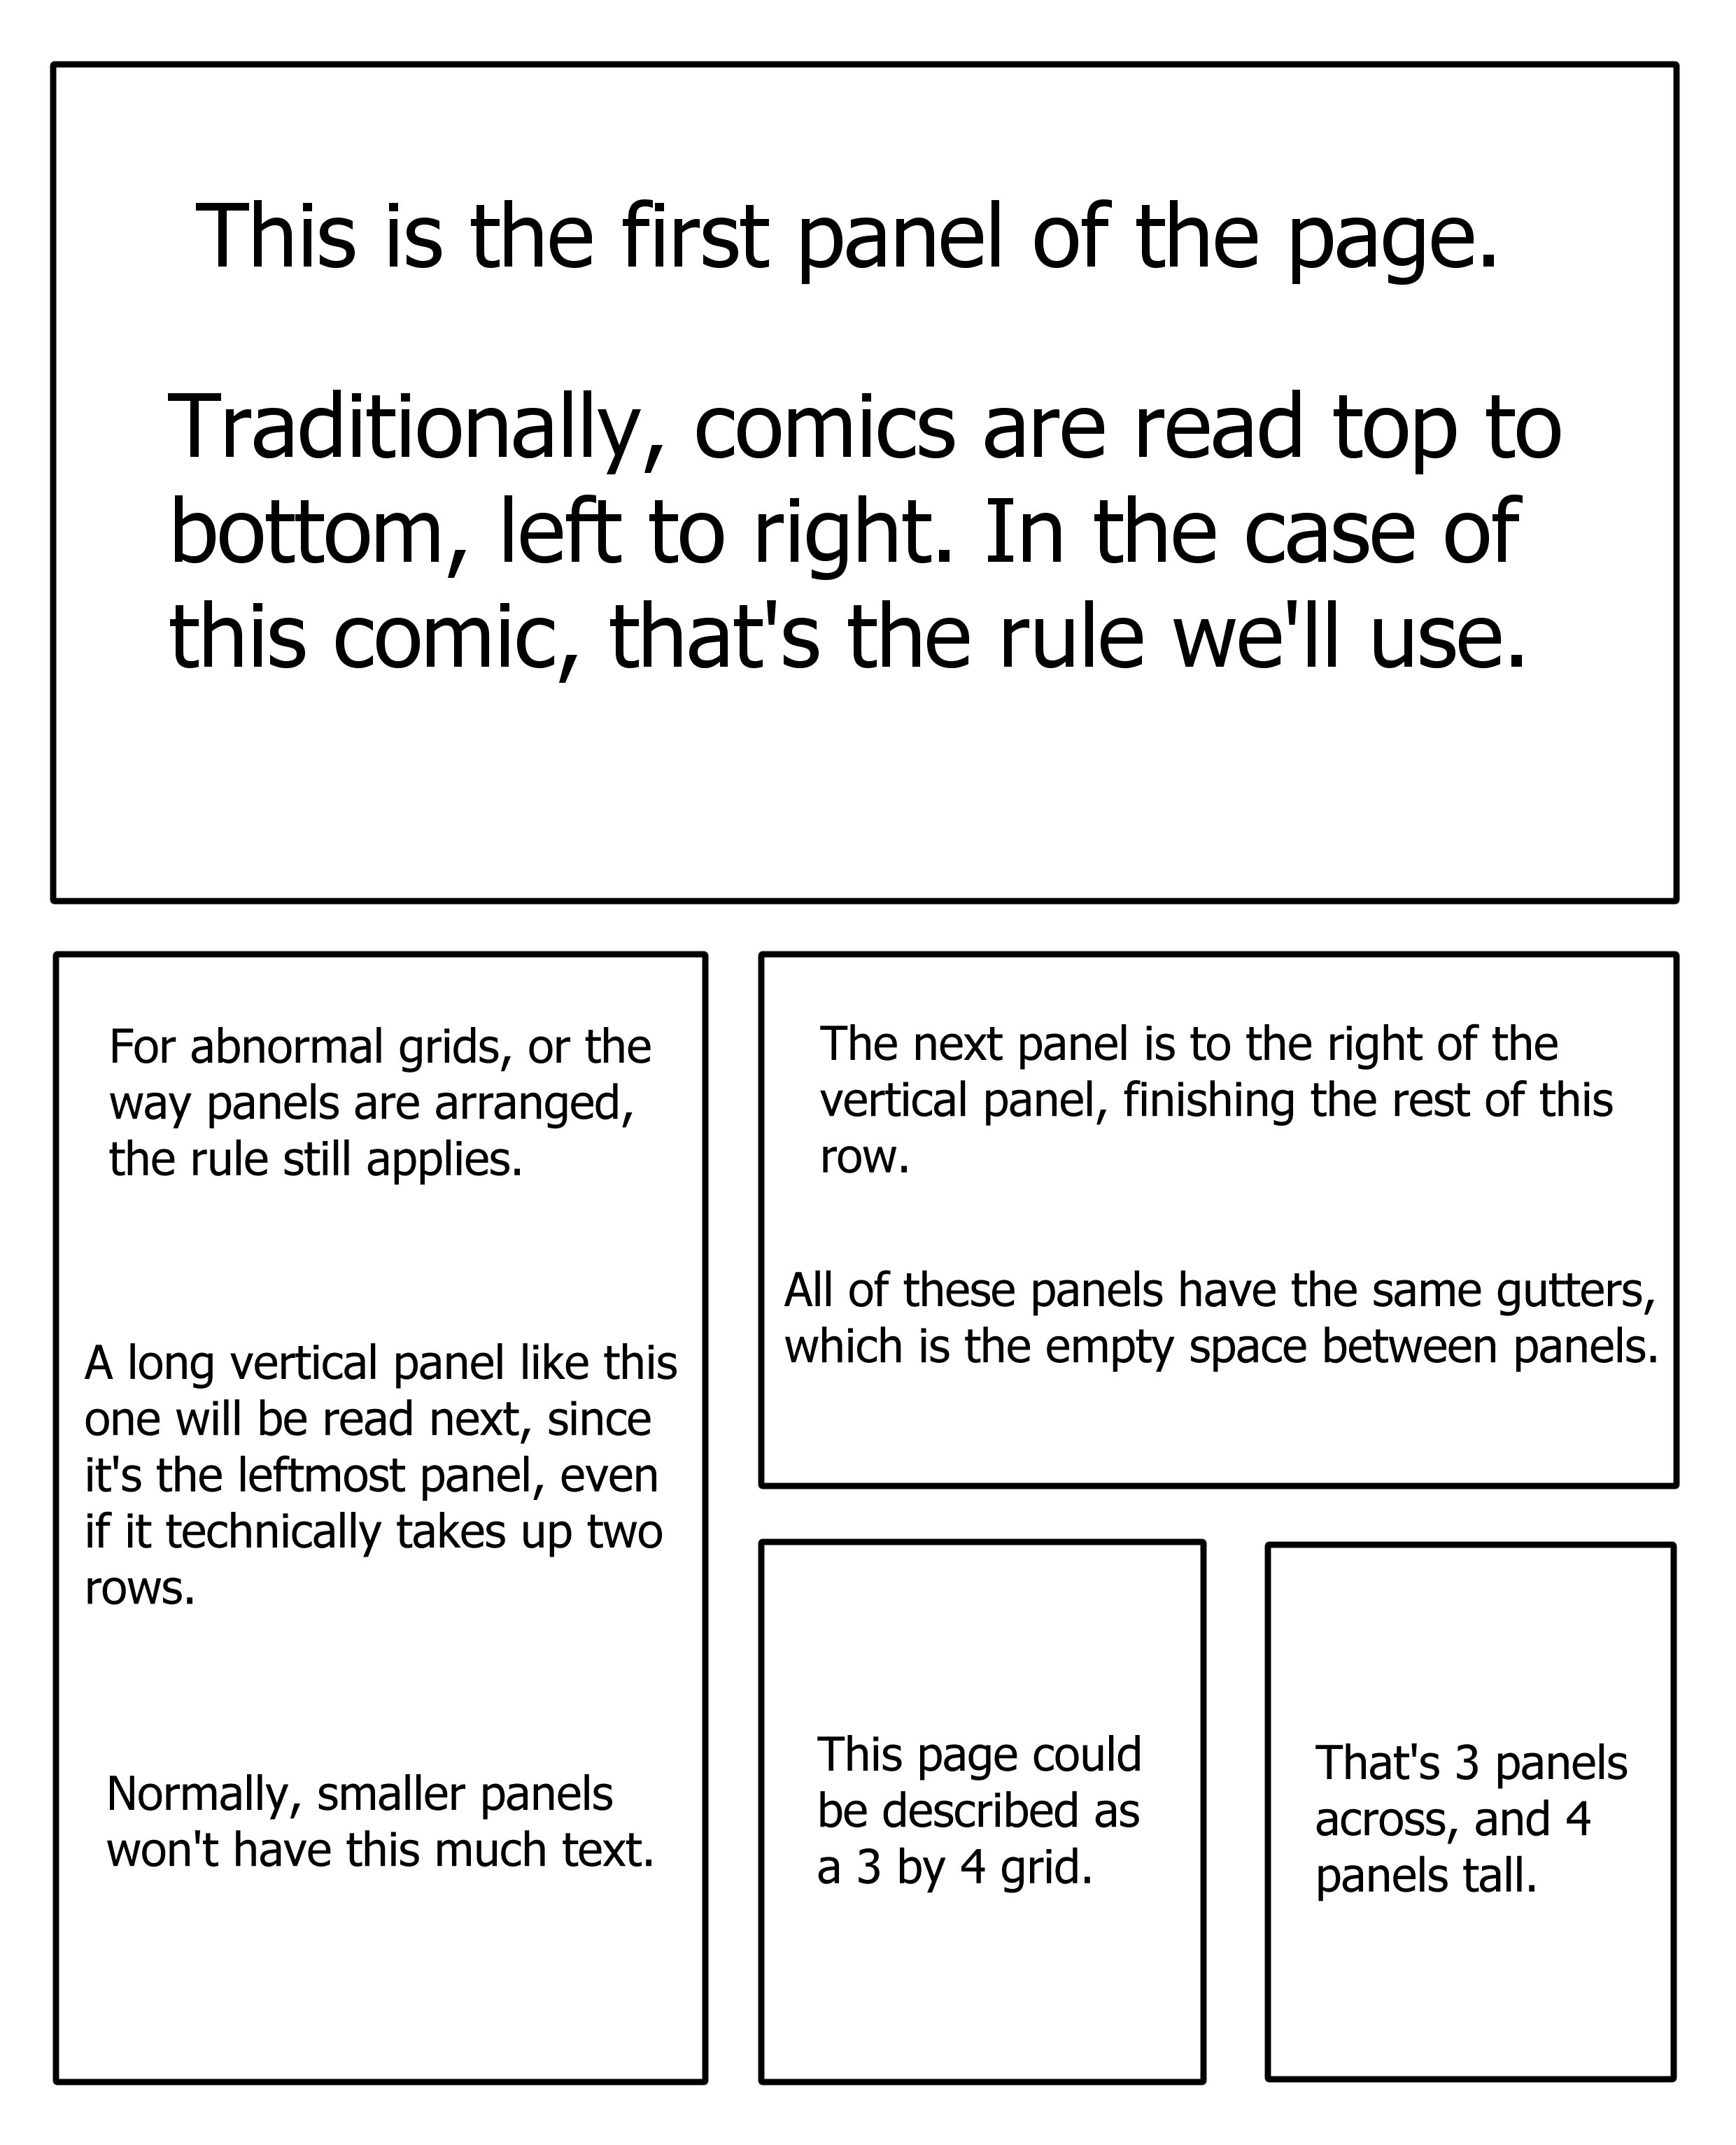 This is the first panel of the page.
Traditionally, comics are read top to
bottom, left to right. In the case of
this comic, that's the rule we'll use.
For abnormal grids, or the
way panels are arranged,
the rule still applies.
A long vertical panel like this
one will be read next, since
it's the leftmost panel, even
if it technically takes up two
rows.
Normally, smaller panels
won't have this much text.
The next panel is to the right of the
vertical panel, finishing the rest of this
row.
All of these panels have the same gutters,
which is the empty space between panels.
This page could
be described as
a 3 by 4 grid.
That's 3 panels
across, and 4
panels tall.